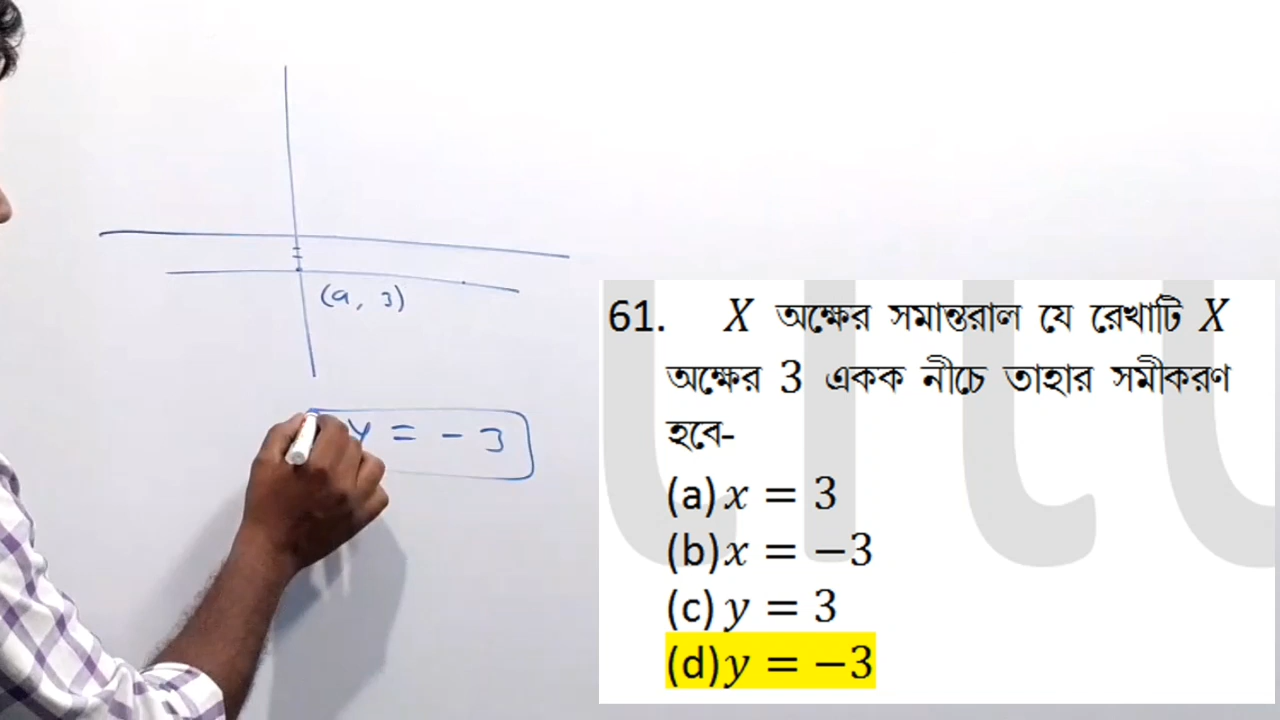 (a, 3)
y = - 3
61. X অক্ষের সমান্তরাল যে রেখাটি X
অক্ষের 3 একক নীচে তাহার সমীকরণ
হবে-
(a) x = 3
(b) x = −3
(c) y = 3
(d) y = −3